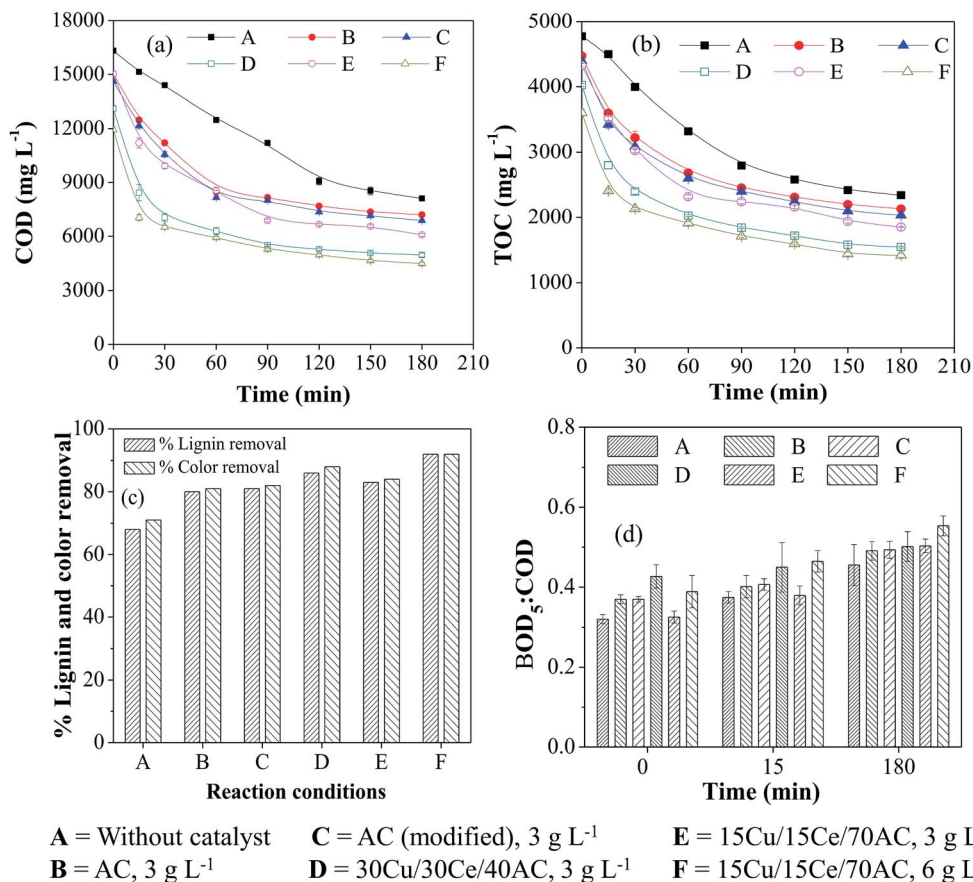 (a)
A B C
D E F
18000
15000
12000
9000
6000
3000
0
COD (mg L⁻¹)
0 30 60 90 120 150 180 210
Time (min)
(b)
A B C
D E F
5000
4000
3000
2000
1000
0
TOC (mg L⁻¹)
0 30 60 90 120 150 180 210
Time (min)
% Lignin removal
% Color removal
(c)
100
80
60
40
20
0
% Lignin and color removal
A B C D E F
Reaction conditions
A B C
D E F
(d)
0.8
0.6
0.4
0.2
0.0
BOD₅:COD
0 15 180
Time (min)
A = Without catalyst C = AC (modified), 3 g L⁻¹ E = 15Cu/15Ce/70AC, 3 g L
B = AC, 3 g L⁻¹ D = 30Cu/30Ce/40AC, 3 g L⁻¹ F = 15Cu/15Ce/70AC, 6 g L